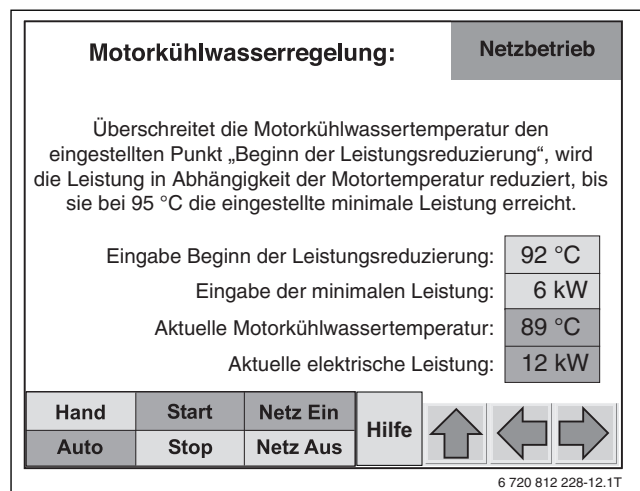 Motorkühlwasserregelung:
Netzbetrieb
Überschreitet die Motorkühlwassertemperatur den
eingestellten Punkt „Beginn der Leistungsreduzierung“, wird
die Leistung in Abhängigkeit der Motortemperatur reduziert, bis
sie bei 95 °C die eingestellte minimale Leistung erreicht.
Eingabe Beginn der Leistungsreduzierung: 92 °C
Eingabe der minimalen Leistung: 6 kW
Aktuelle Motorkühlwassertemperatur: 89 °C
Aktuelle elektrische Leistung: 12 kW
Hand Start Netz Ein
Hilfe
Auto Stop Netz Aus
6 720 812 228-12.1T